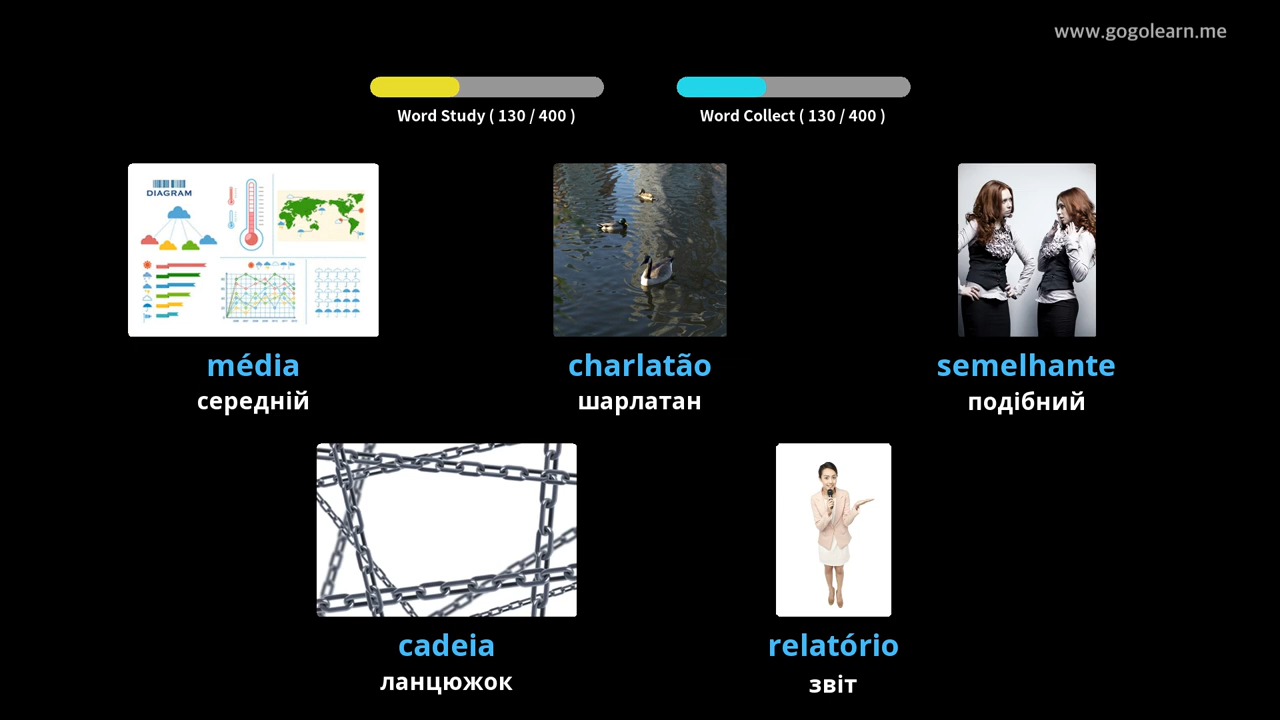 www.gogolearn.me
Word Study ( 130 / 400 )
Word Collect ( 130 / 400 )
DIAGRAM
média
середній
charlatão
шарлатан
semelhante
подібний
cadeia
ланцюжок
relatório
звіт